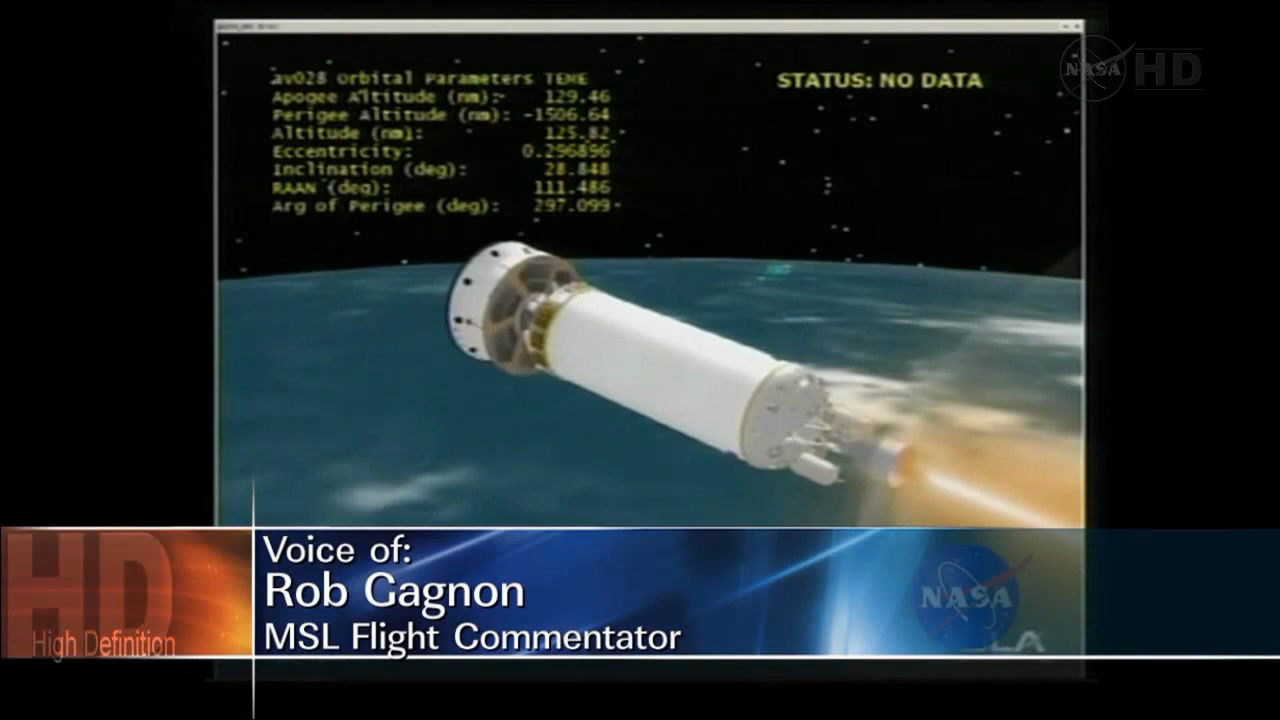 av028 Orbital Parameters TEME
Apogee Altitude (nm): 129.46
Perigee Altitude (nm): -1506.64
Altitude (nm): 125.82
Eccentricity: 0.296896
Inclination (deg): 28.848
RAAN (deg): 111.486
Arg of Perigee (deg): 297.099
STATUS: NO DATA
NASA HD
HD
High Definition
Voice of:
Rob Gagnon
MSL Flight Commentator
NASA